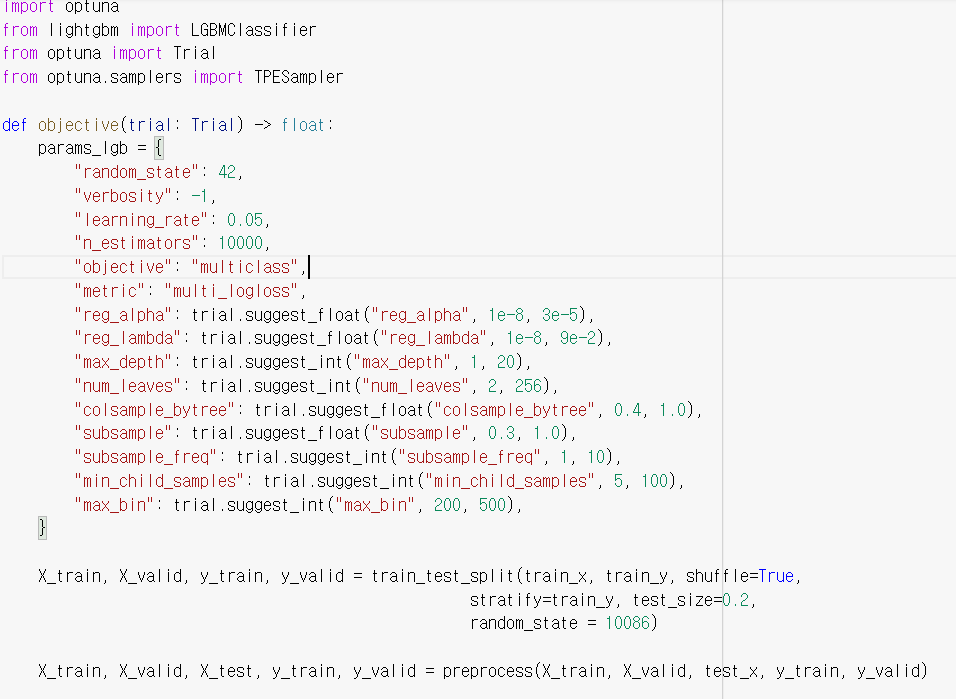 import optuna
from lightgbm import LGBMClassifier
from optuna import Trial
from optuna.samplers import TPESampler

def objective(trial: Trial) -> float:
    params_lgb = {
        "random_state": 42,
        "verbosity": -1,
        "learning_rate": 0.05,
        "n_estimators": 10000,
        "objective": "multiclass",
        "metric": "multi_logloss",
        "reg_alpha": trial.suggest_float("reg_alpha", 1e-8, 3e-5),
        "reg_lambda": trial.suggest_float("reg_lambda", 1e-8, 9e-2),
        "max_depth": trial.suggest_int("max_depth", 1, 20),
        "num_leaves": trial.suggest_int("num_leaves", 2, 256),
        "colsample_bytree": trial.suggest_float("colsample_bytree", 0.4, 1.0),
        "subsample": trial.suggest_float("subsample", 0.3, 1.0),
        "subsample_freq": trial.suggest_int("subsample_freq", 1, 10),
        "min_child_samples": trial.suggest_int("min_child_samples", 5, 100),
        "max_bin": trial.suggest_int("max_bin", 200, 500),
    }

    X_train, X_valid, y_train, y_valid = train_test_split(train_x, train_y, shuffle=True,
                                                    stratify=train_y, test_size=0.2,
                                                    random_state = 10086)

    X_train, X_valid, X_test, y_train, y_valid = preprocess(X_train, X_valid, test_x, y_train, y_valid)